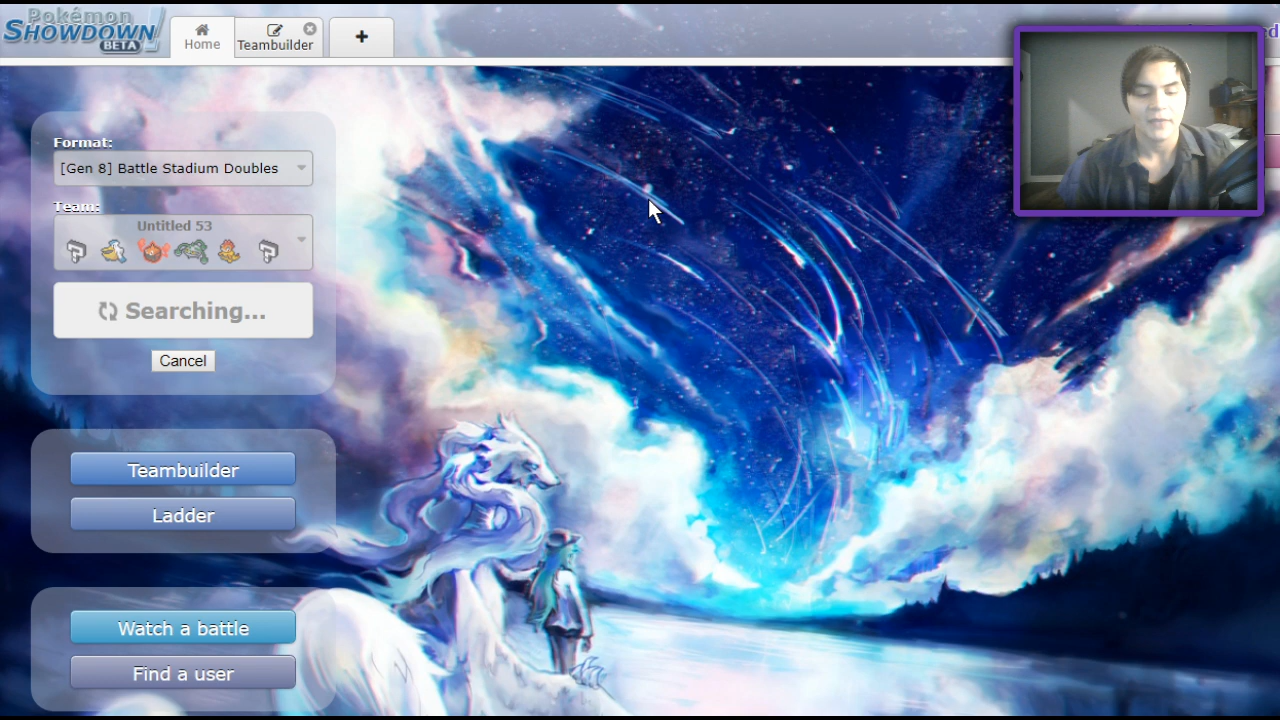 Pokémon
SHOWDOWN!
BETA
Home
Teambuilder
ed
Format:
[Gen 8] Battle Stadium Doubles
Team:
Untitled 53
Searching...
Cancel
Teambuilder
Ladder
Watch a battle
Find a user